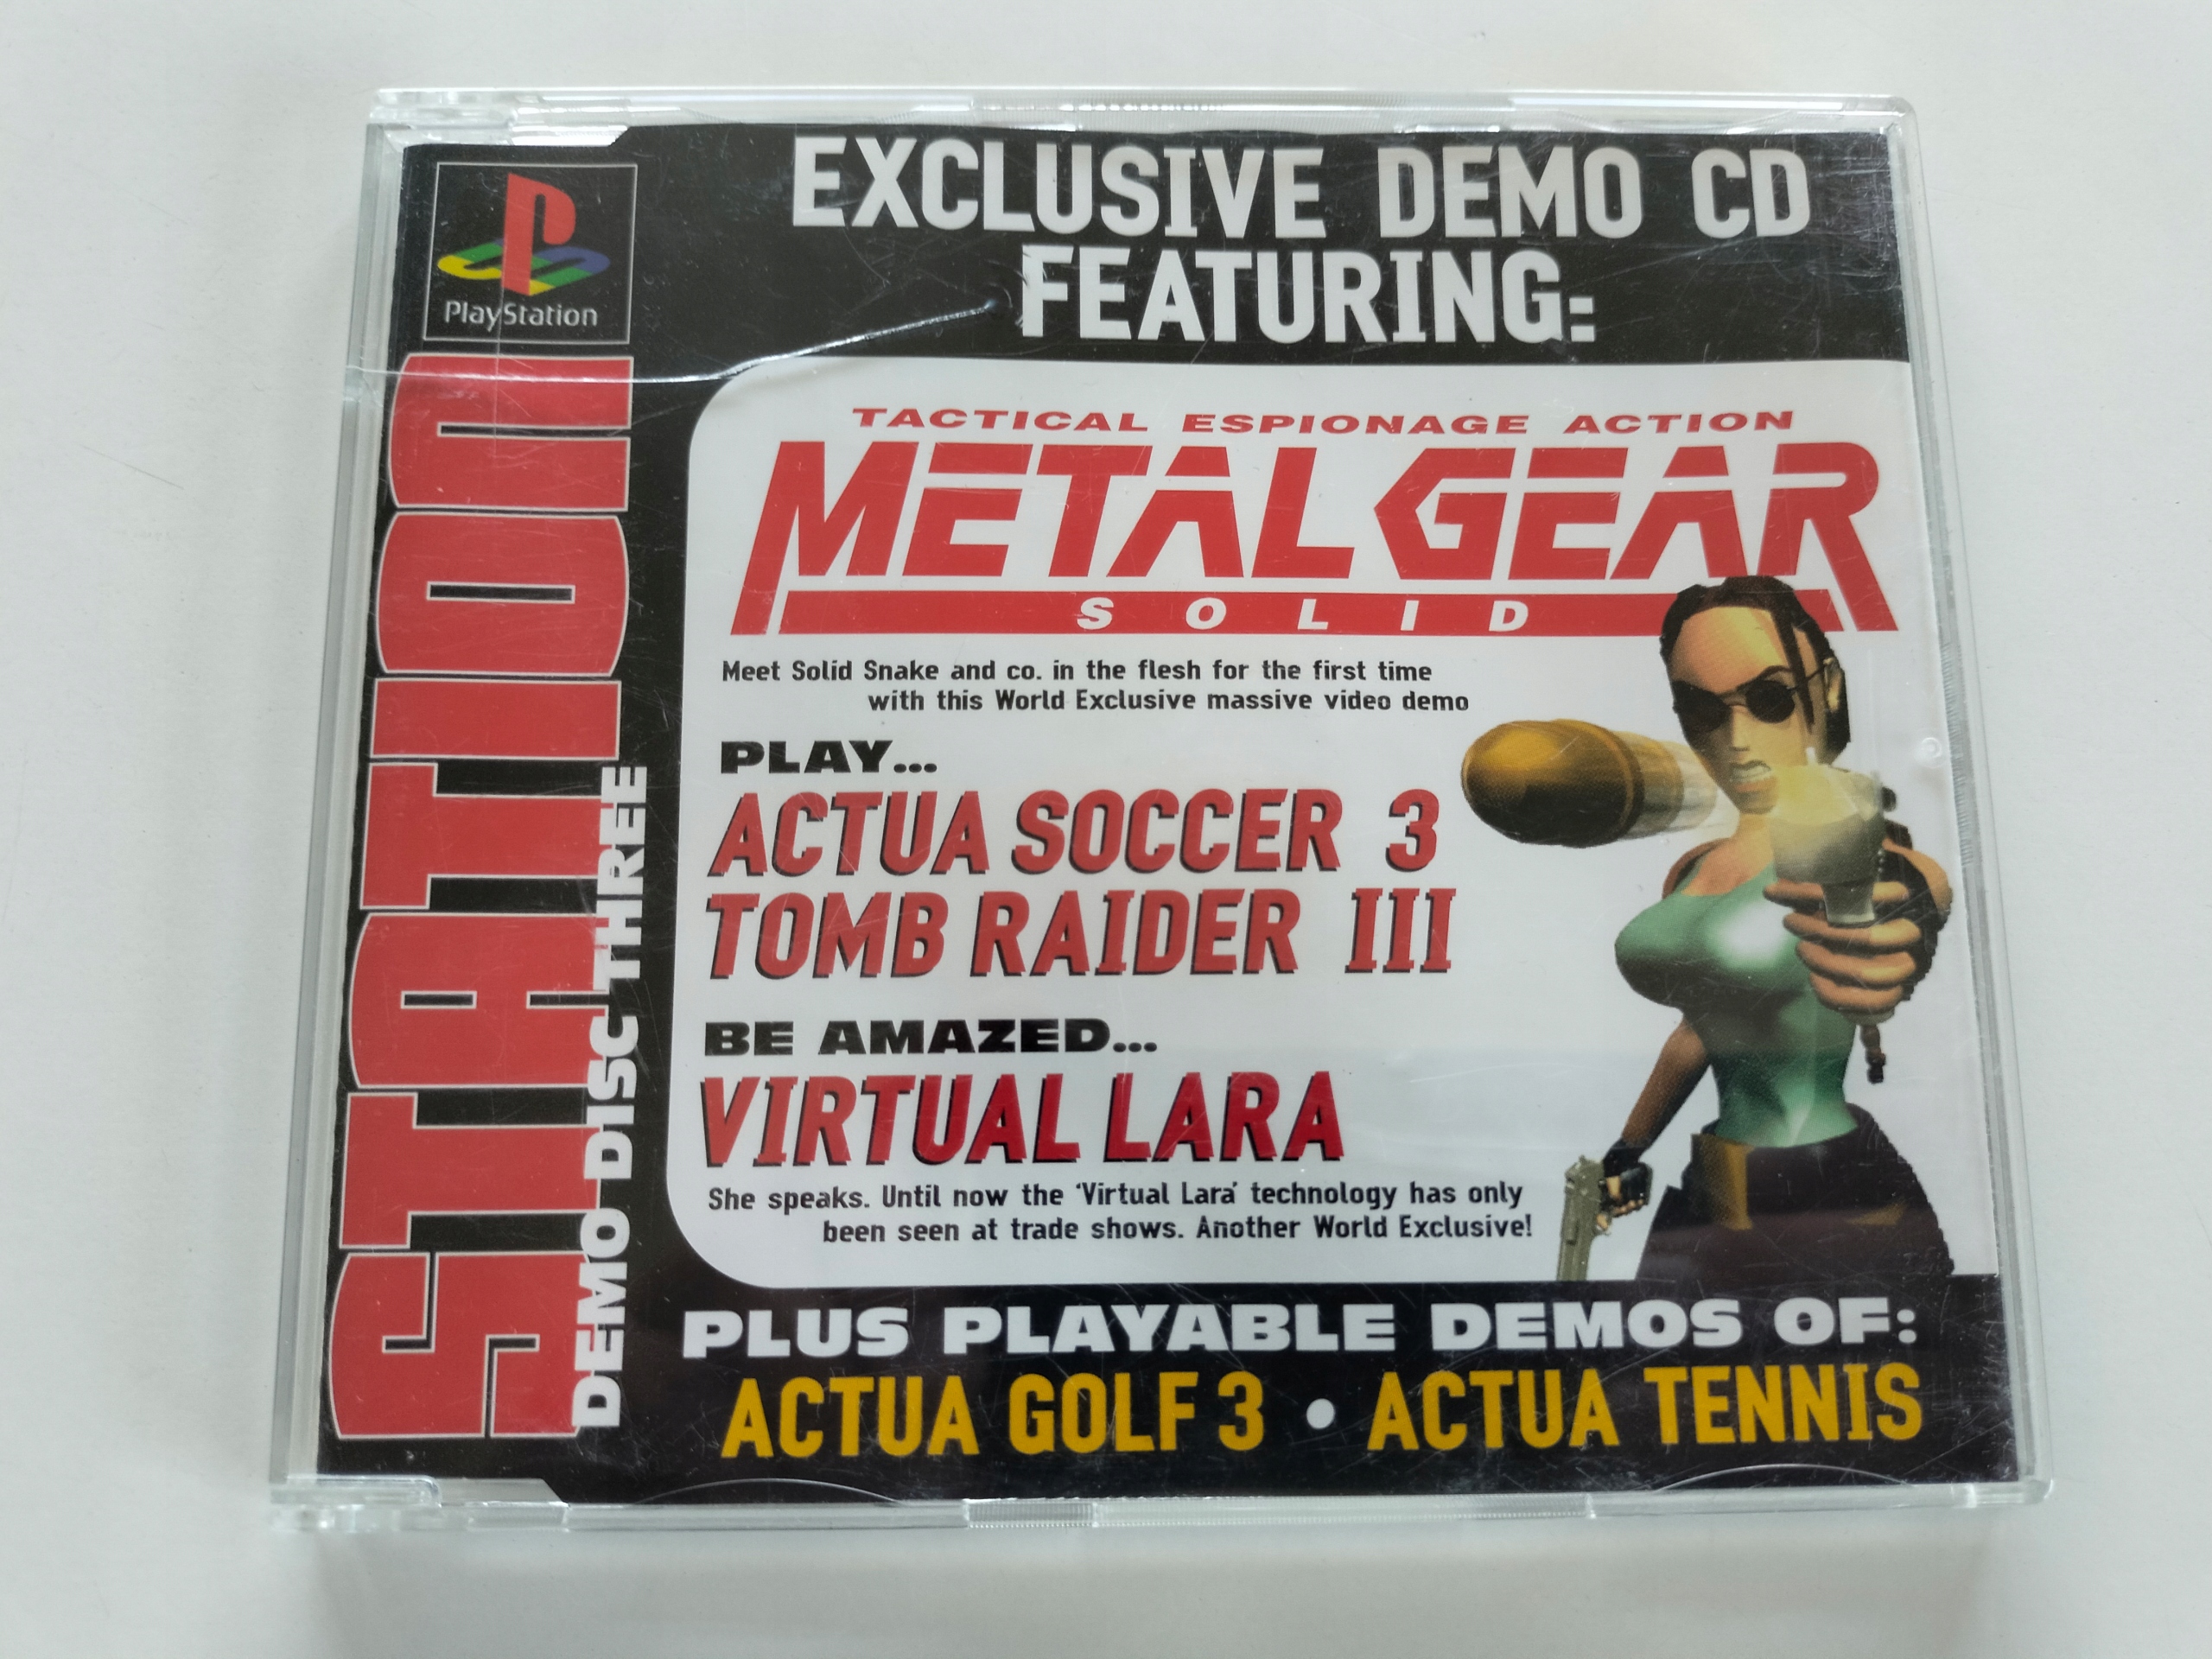 PlayStation
STATION
DEMO DISC THREE
EXCLUSIVE DEMO CD
FEATURING:
TACTICAL ESPIONAGE ACTION
METAL GEAR
SOLID
Meet Solid Snake and co. in the flesh for the first time
with this World Exclusive massive video demo
PLAY...
ACTUA SOCCER 3
TOMB RAIDER III
BE AMAZED...
VIRTUAL LARA
She speaks. Until now the 'Virtual Lara' technology has only
been seen at trade shows. Another World Exclusive!
PLUS PLAYABLE DEMOS OF:
ACTUA GOLF 3 • ACTUA TENNIS